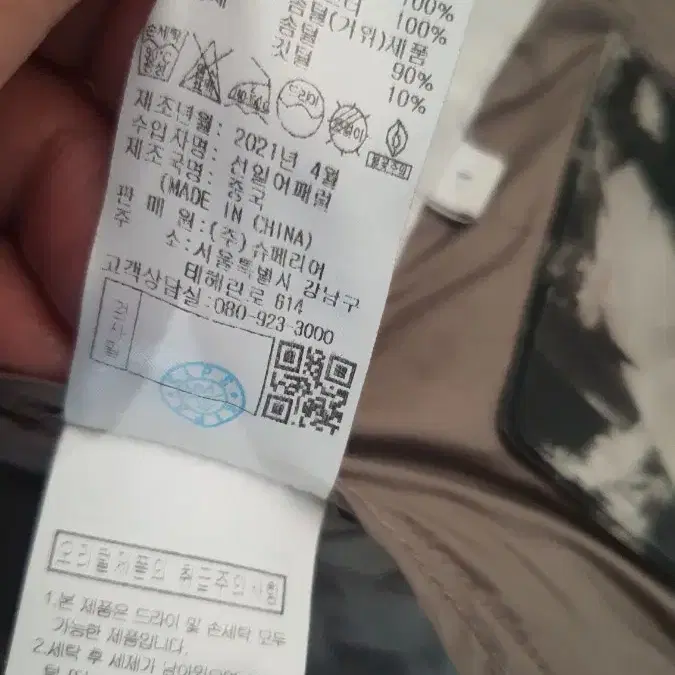 100%
100%
솜털(거위)제품
솜털 90%
깃털 10%
손세탁
드라이
제조년월: 2021년 4월
수입자명: 선일어패럴
제조국명: 중국
(MADE IN CHINA)
판매원:(주)슈페리어
주 소:서울특별시 강남구
테헤란로 614
고객상담실:080-923-3000
검사필
오리털제품의 취급주의사항
1.본 제품은 드라이 및 손세탁 모두
가능한 제품입니다.
2.세탁 후 세제가